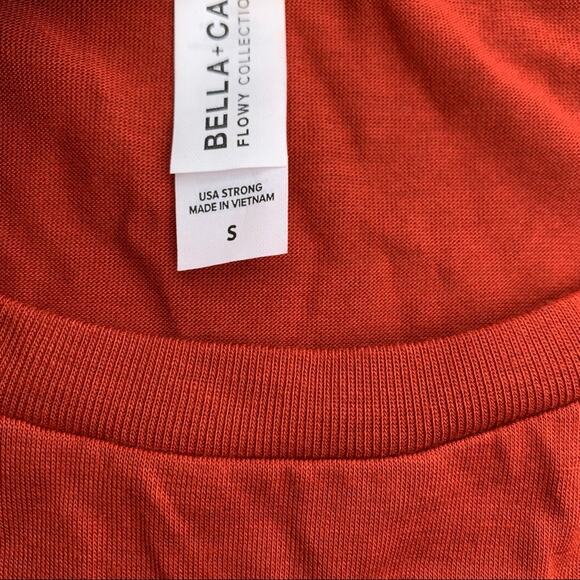 BELLA+CA
FLOWY COLLECTIO
USA STRONG
MADE IN VIETNAM
S